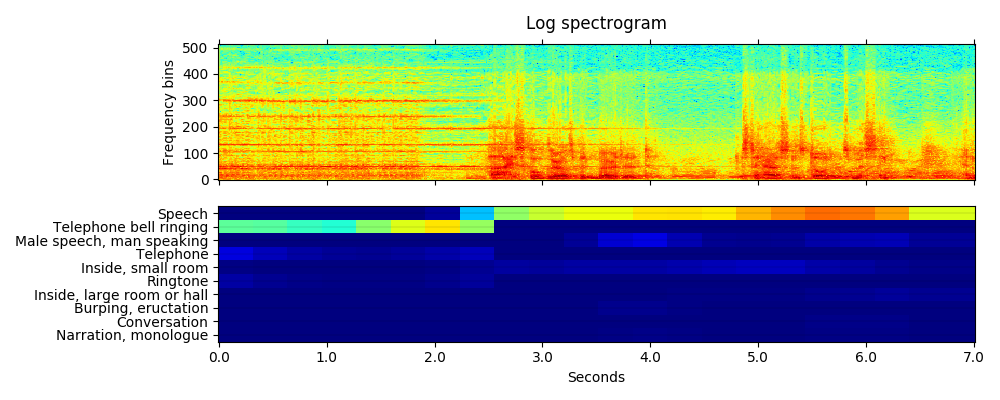 Log spectrogram
Frequency bins
500
400
300
200
100
0
Speech
Telephone bell ringing
Male speech, man speaking
Telephone
Inside, small room
Ringtone
Inside, large room or hall
Burping, eructation
Conversation
Narration, monologue
0.0 1.0 2.0 3.0 4.0 5.0 6.0 7.0
Seconds